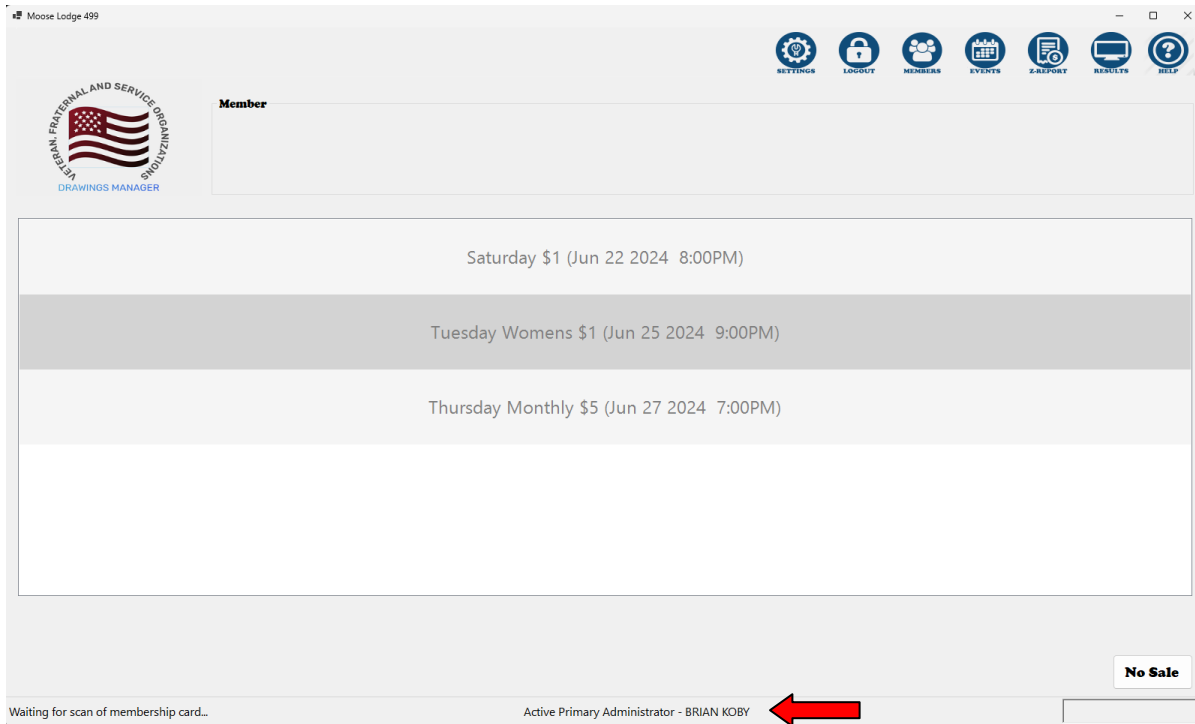 Moose Lodge 499
SETTINGS
LOGOUT
MEMBERS
EVENTS
Z-REPORT
RESULTS
HELP
VETERAN, FRATERNAL AND SERVICE ORGANIZATIONS
DRAWINGS MANAGER
Member
Saturday $1 (Jun 22 2024  8:00PM)
Tuesday Womens $1 (Jun 25 2024  9:00PM)
Thursday Monthly $5 (Jun 27 2024  7:00PM)
No Sale
Waiting for scan of membership card...
Active Primary Administrator - BRIAN KOBY